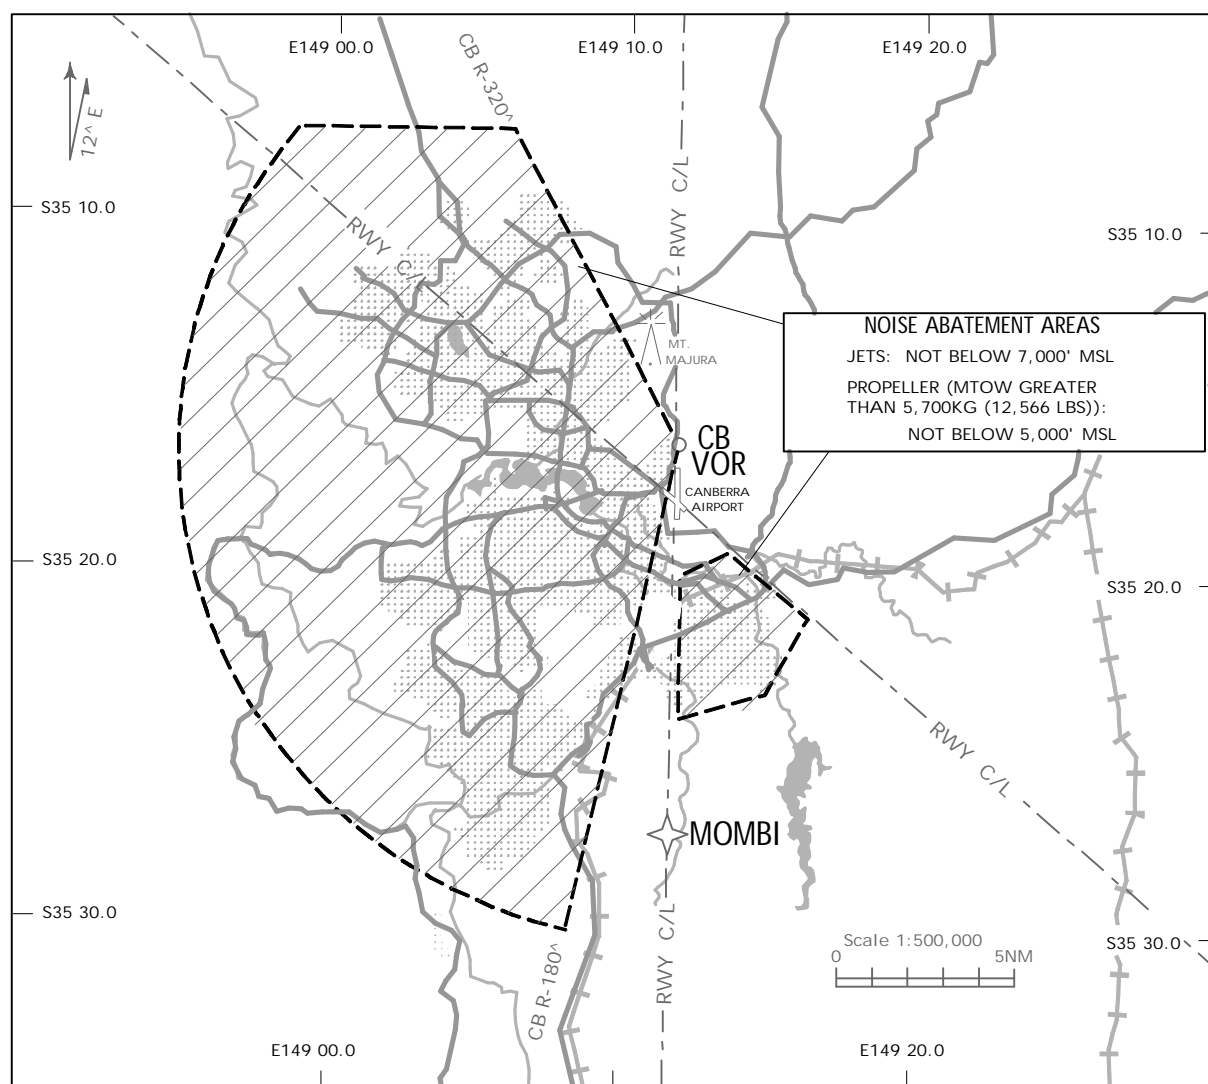 E149 00.0
E149 10.0
E149 20.0
CB R-320^
12^ E
RWY C/L
S35 10.0
RWY C/L
S35 10.0
NOISE ABATEMENT AREAS
JETS: NOT BELOW 7,000' MSL
PROPELLER (MTOW GREATER
THAN 5,700KG (12,566 LBS)):
NOT BELOW 5,000' MSL
MT.
MAJURA
CB
VOR
CANBERRA
AIRPORT
S35 20.0
S35 20.0
RWY C/L
MOMBI
S35 30.0
Scale 1:500,000
0
5NM
S35 30.0
CB R-180^
RWY C/L
E149 00.0
E149 20.0